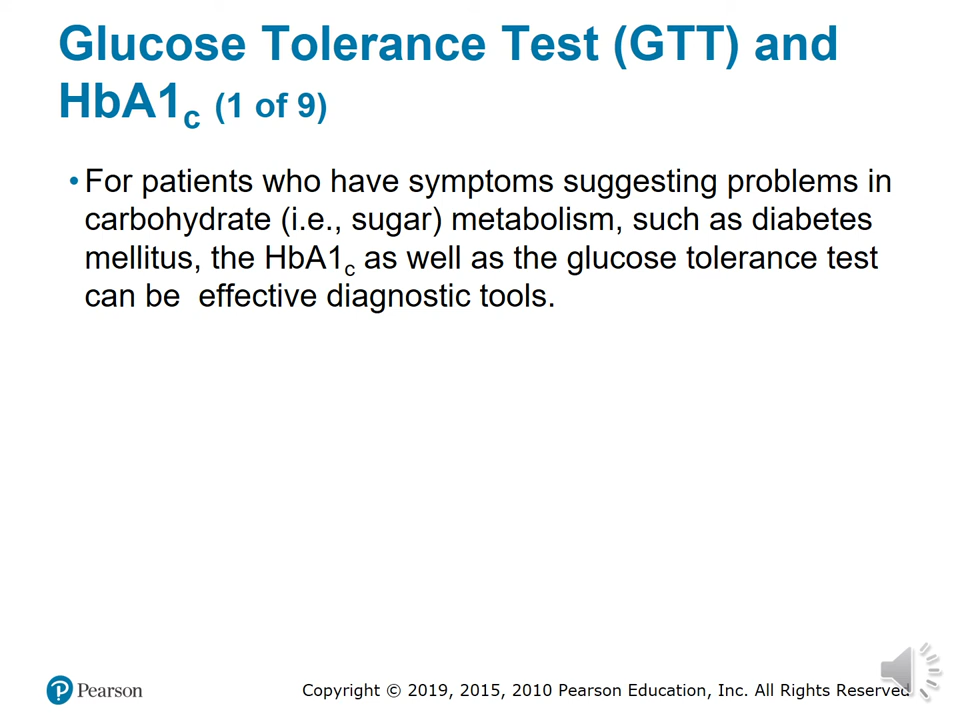 Glucose Tolerance Test (GTT) and
HbA1c (1 of 9)
• For patients who have symptoms suggesting problems in
carbohydrate (i.e., sugar) metabolism, such as diabetes
mellitus, the HbA1c as well as the glucose tolerance test
can be  effective diagnostic tools.
Pearson
Copyright © 2019, 2015, 2010 Pearson Education, Inc. All Rights Reserved